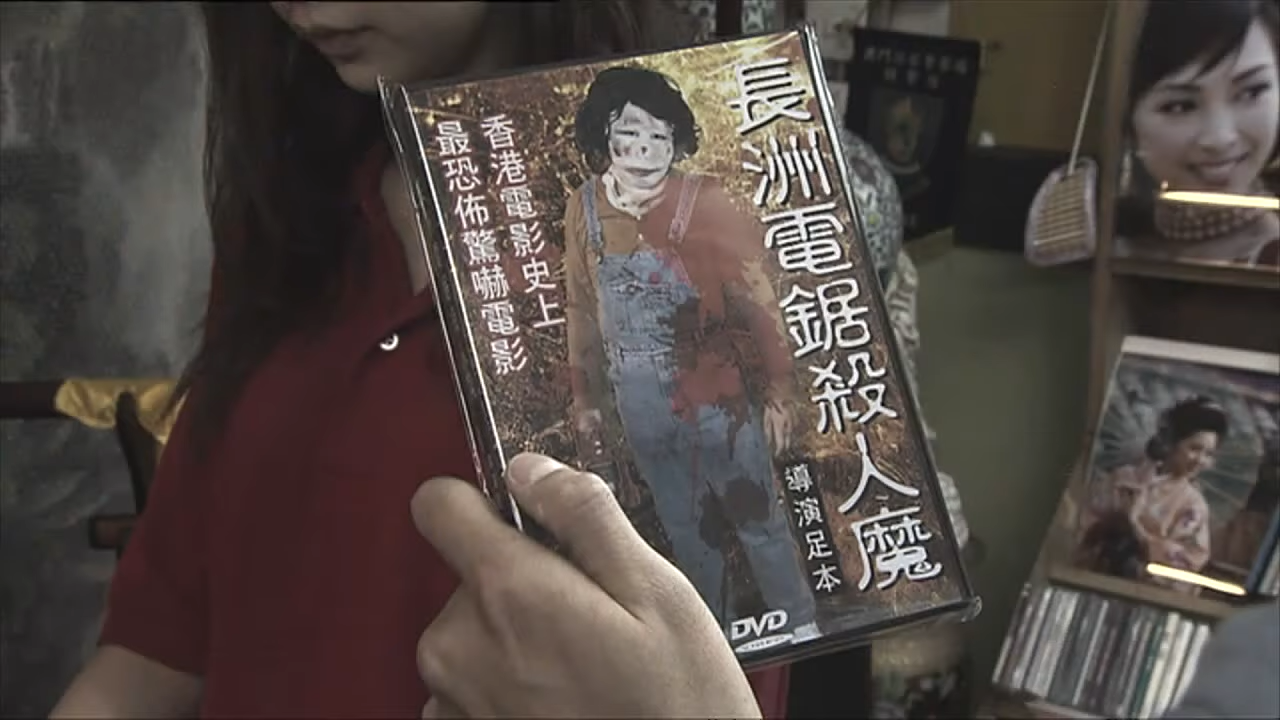 長洲電鋸殺人魔
導演足本
香港電影史上
最恐佈驚嚇電影
DVD